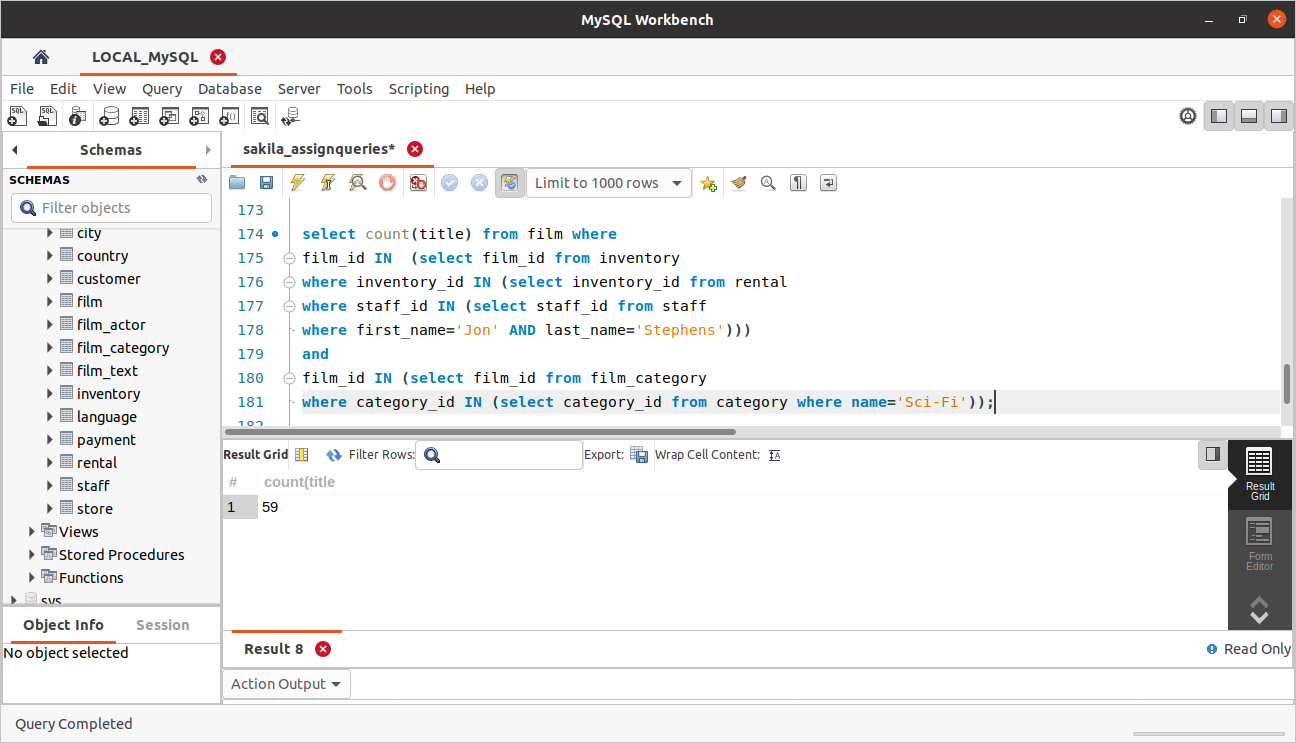 MySQL Workbench
LOCAL_MySQL
File Edit View Query Database Server Tools Scripting Help
Schemas
sakila_assignqueries*
SCHEMAS
Limit to 1000 rows
Filter objects
city
country
customer
film
film_actor
film_category
film_text
inventory
language
payment
rental
staff
store
Views
Stored Procedures
Functions
sys
173
174 select count(title) from film where
175 film_id IN  (select film_id from inventory
176 where inventory_id IN (select inventory_id from rental
177 where staff_id IN (select staff_id from staff
178 where first_name='Jon' AND last_name='Stephens')))
179 and
180 film_id IN (select film_id from film_category
181 where category_id IN (select category_id from category where name='Sci-Fi'));
182
Result Grid Filter Rows: Export: Wrap Cell Content:
# count(title
1 59
Result Grid
Form Editor
Object Info Session
No object selected
Result 8
Read Only
Action Output
Query Completed